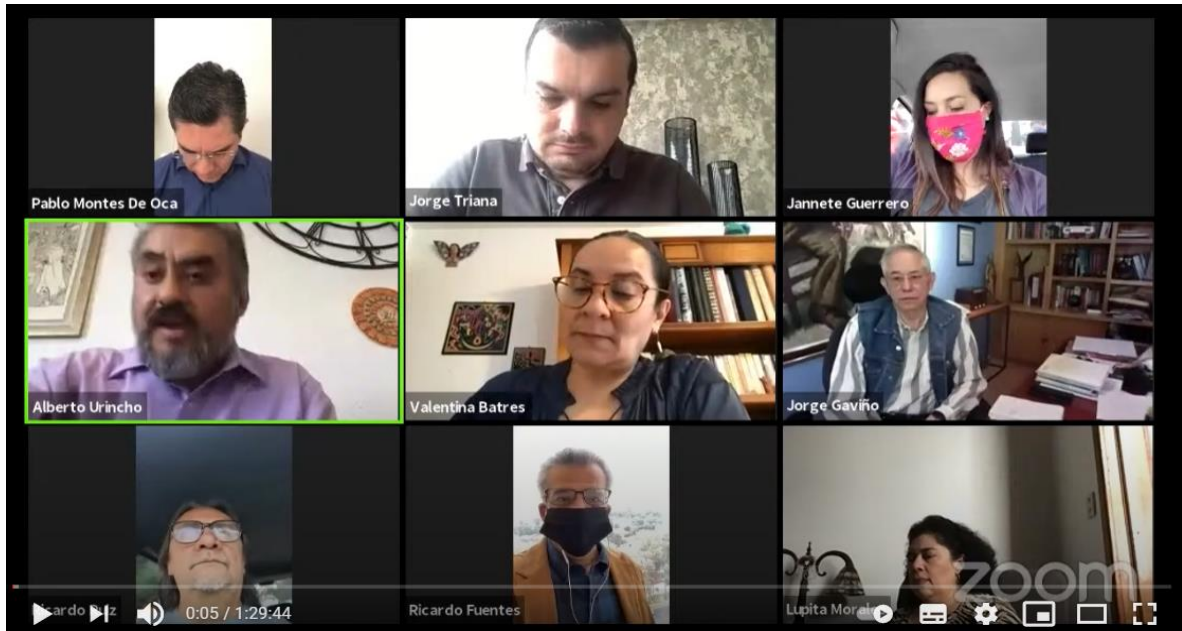 Pablo Montes De Oca
Jorge Triana
Jannete Guerrero
Alberto Urincho
Valentina Batres
Jorge Gaviño
Ricardo Fuentes
zoom
Lupita
0:05 / 1:29:44